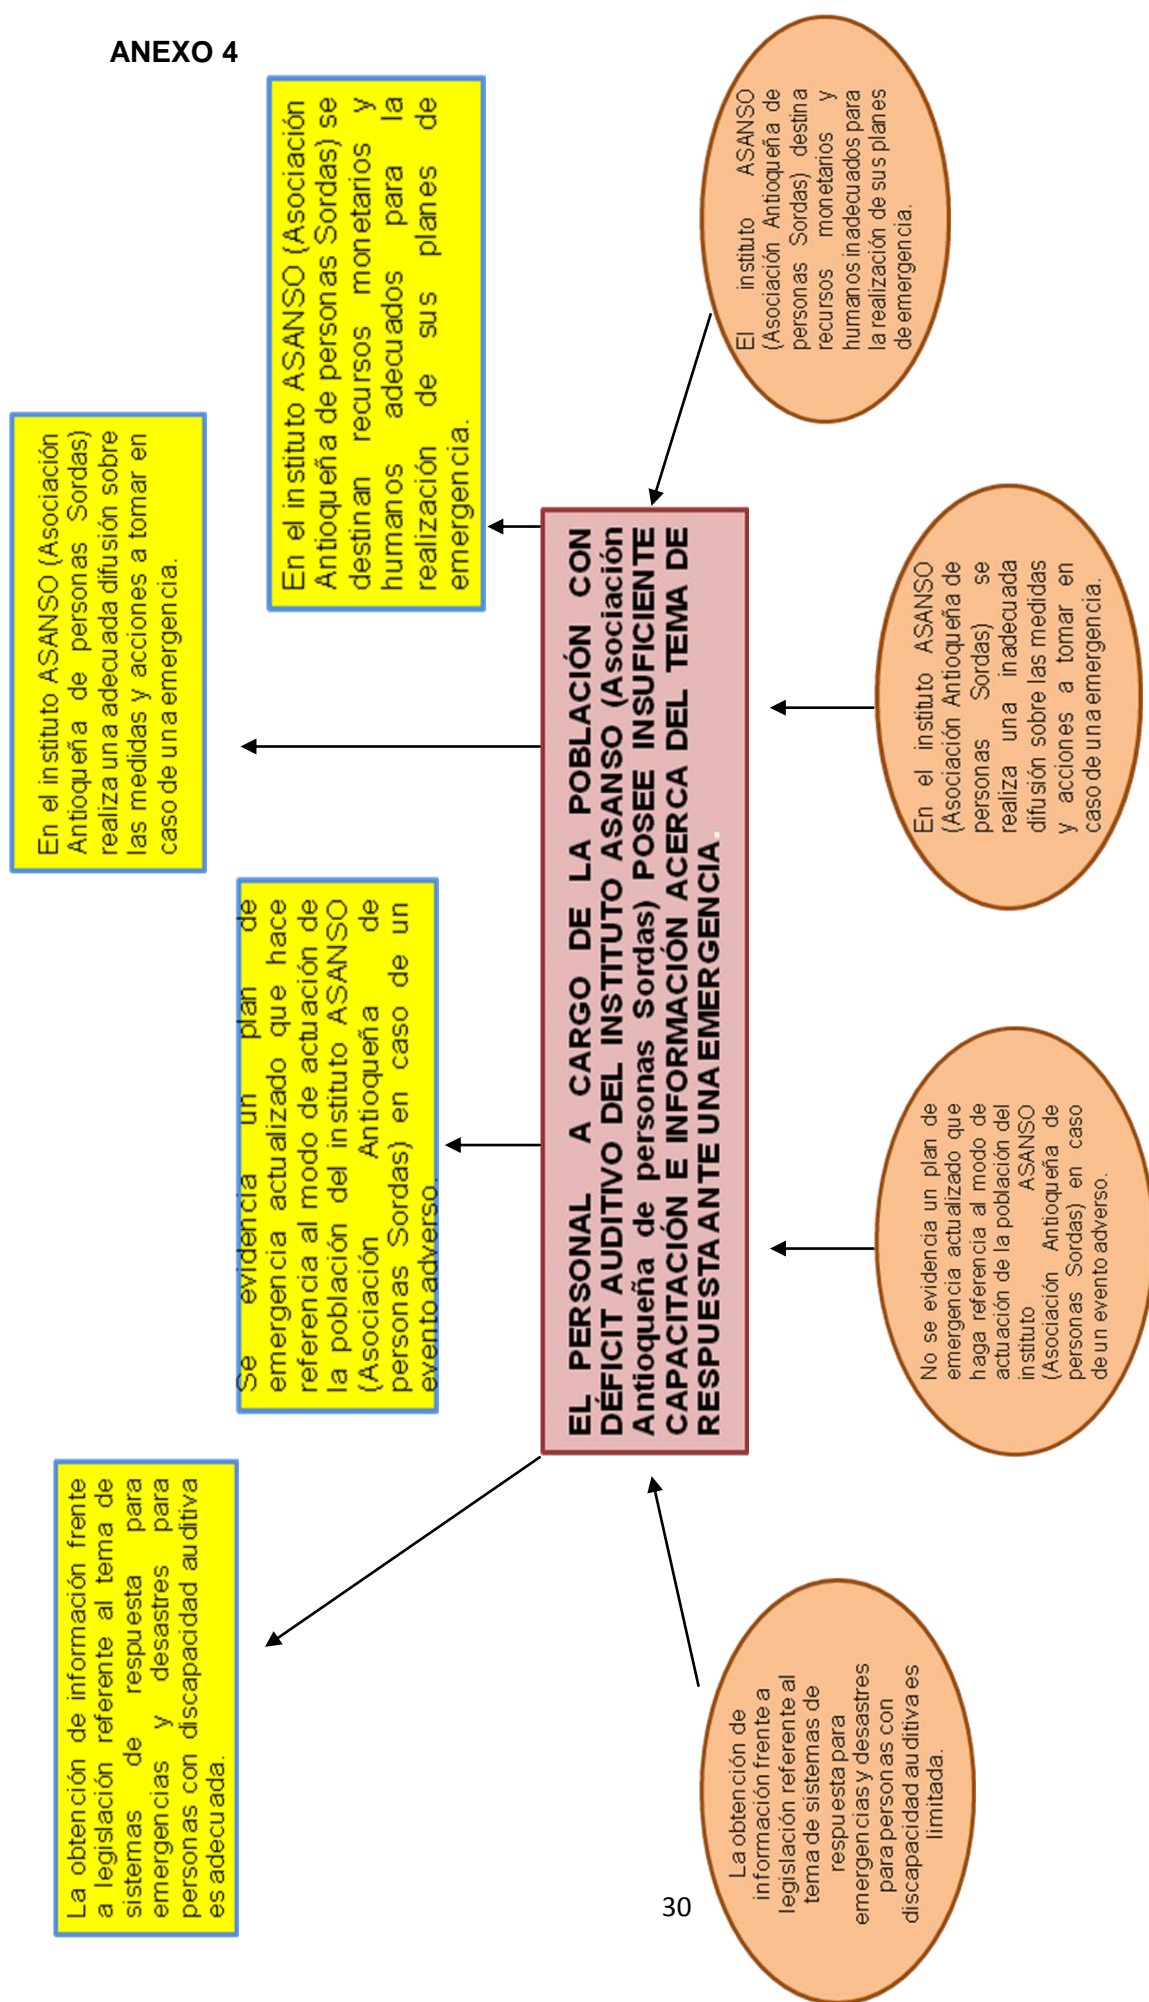 ANEXO 4
La obtención de información frente
a legislación referente al tema de
sistemas de respuesta para
emergencias y desastres para
personas con discapacidad auditiva
es adecuada.
Se evidencia un plan de
emergencia actualizado que hace
referencia al modo de actuación de
la población del instituto ASANSO
(Asociación Antioqueña de
personas Sordas) en caso de un
evento adverso.
En el instituto ASANSO (Asociación
Antioqueña de personas Sordas)
realiza una adecuada difusión sobre
las medidas y acciones a tomar en
caso de una emergencia.
En el instituto ASANSO (Asociación
Antioqueña de personas Sordas) se
destinan recursos monetarios y
humanos adecuados para la
realización de sus planes de
emergencia.
EL PERSONAL A CARGO DE LA POBLACIÓN CON
DÉFICIT AUDITIVO DEL INSTITUTO ASANSO (Asociación
Antioqueña de personas Sordas) POSEE INSUFICIENTE
CAPACITACIÓN E INFORMACIÓN ACERCA DEL TEMA DE
RESPUESTA ANTE UNA EMERGENCIA.
La obtención de
información frente a
legislación referente al
tema de sistemas de
respuesta para
emergencias y desastres
para personas con
discapacidad auditiva es
limitada.
No se evidencia un plan de
emergencia actualizado que
haga referencia al modo de
actuación de la población del
instituto ASANSO
(Asociación Antioqueña de
personas Sordas) en caso
de un evento adverso.
En el instituto ASANSO
(Asociación Antioqueña de
personas Sordas) se
realiza una inadecuada
difusión sobre las medidas
y acciones a tomar en
caso de una emergencia.
El instituto ASANSO
(Asociación Antioqueña de
personas Sordas) destina
recursos monetarios y
humanos inadecuados para
la realización de sus planes
de emergencia.
30